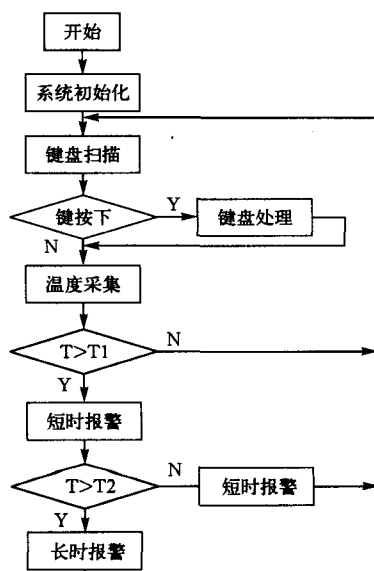 开始
系统初始化
键盘扫描
键按下
Y
键盘处理
N
温度采集
T>T1
N
Y
短时报警
T>T2
N
短时报警
Y
长时报警